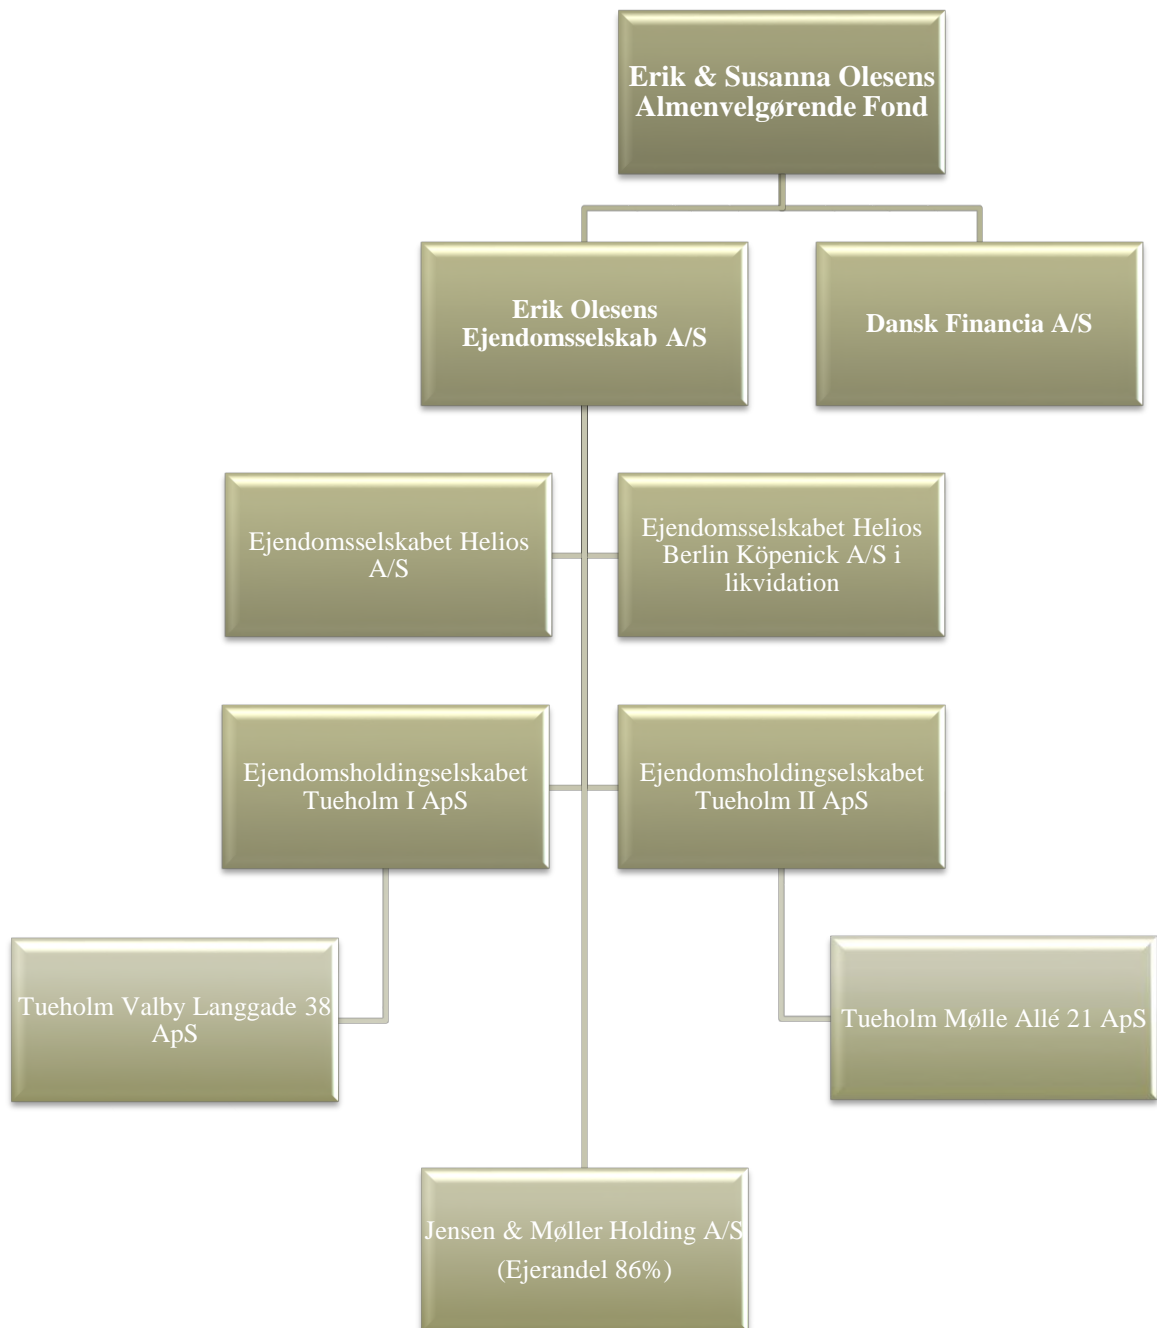 Erik & Susanna Olesens
Almenvelgørende Fond
Erik Olesens
Ejendomsselskab A/S
Dansk Financia A/S
Ejendomsselskabet Helios
A/S
Ejendomsselskabet Helios
Berlin Köpenick A/S i
likvidation
Ejendomsholdingselskabet
Tueholm I ApS
Ejendomsholdingselskabet
Tueholm II ApS
Tueholm Valby Langgade 38
ApS
Tueholm Mølle Allé 21 ApS
Jensen & Møller Holding A/S
(Ejerandel 86%)